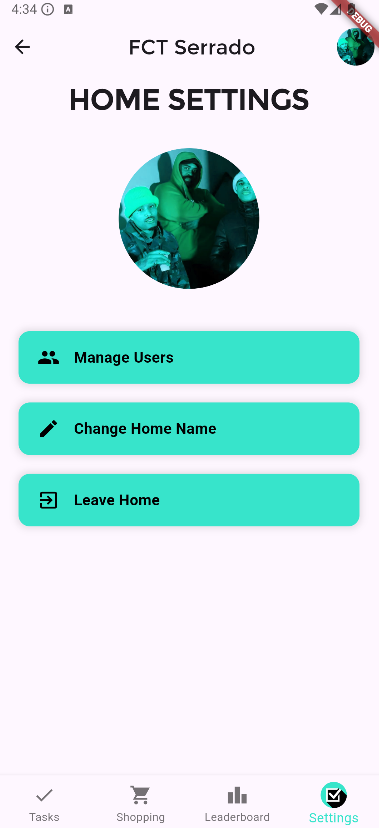 4:34
DEBUG
FCT Serrado
HOME SETTINGS
Manage Users
Change Home Name
Leave Home
Tasks
Shopping
Leaderboard
Settings